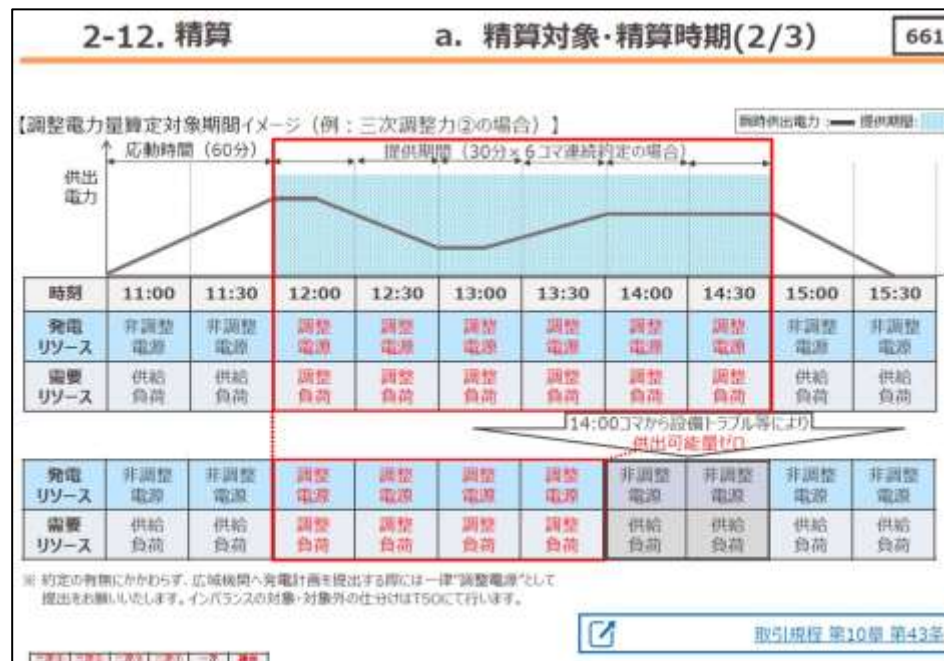 2-12. 精算 a. 精算対象・精算時期(2/3) 661
【調整電力量算定対象期間イメージ（例：三次調整力②の場合）】 瞬時供出電力： 提供期間：
応動時間（60分） 提供期間（30分×6コマ連続約定の場合）
供出
電力
時刻 11:00 11:30 12:00 12:30 13:00 13:30 14:00 14:30 15:00 15:30
発電 非調整 非調整 調整 調整 調整 調整 調整 調整 非調整 非調整
リソース 電源 電源 電源 電源 電源 電源 電源 電源 電源 電源
需要 供給 供給 調整 調整 調整 調整 調整 調整 供給 供給
リソース 負荷 負荷 負荷 負荷 負荷 負荷 負荷 負荷 負荷 負荷
14:00コマから設備トラブル等により
供出可能量ゼロ
発電 非調整 非調整 調整 調整 調整 調整 非調整 非調整 非調整 非調整
リソース 電源 電源 電源 電源 電源 電源 電源 電源 電源 電源
需要 供給 供給 調整 調整 調整 調整 供給 供給 供給 供給
リソース 負荷 負荷 負荷 負荷 負荷 負荷 負荷 負荷 負荷 負荷
※ 約定の有無にかかわらず、広域機関へ発電計画を提出する際には一律"調整電源"として
提出をお願いいたします。インバランスの対象・対象外の仕分けはTSOにて行います。
取引規程 第10章 第43条